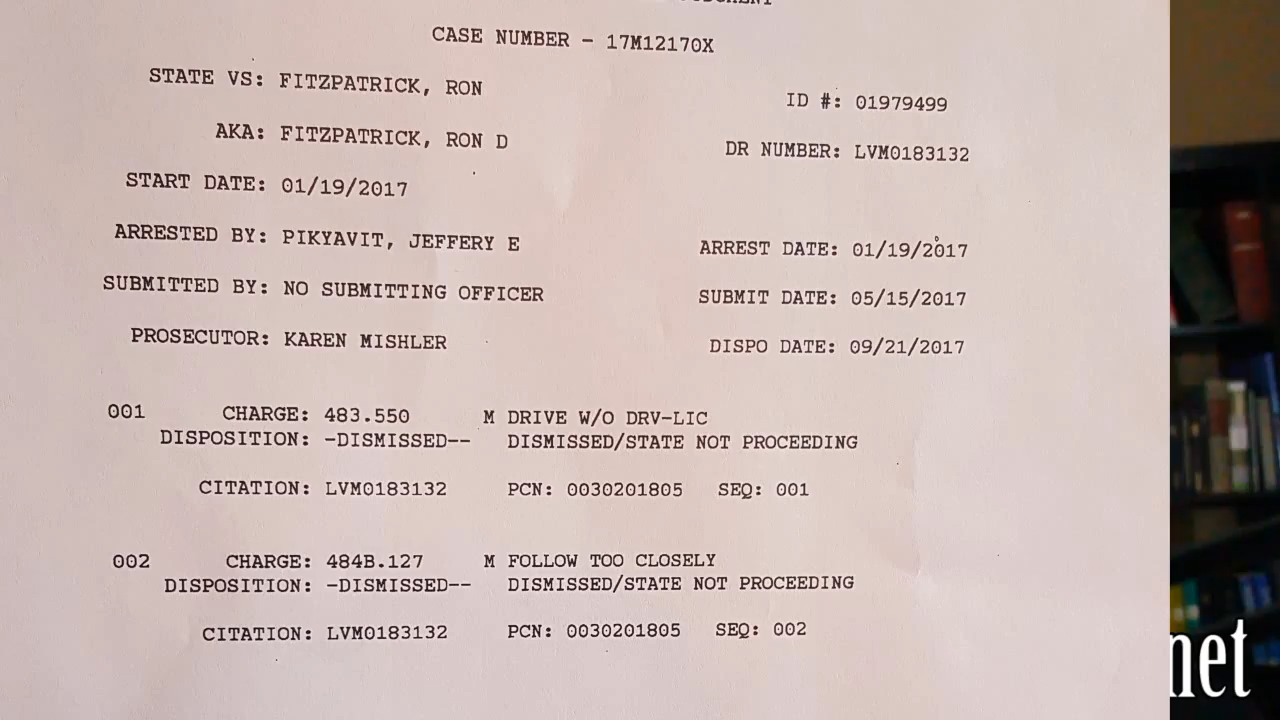 CASE NUMBER - 17M12170X
STATE VS: FITZPATRICK, RON
ID #: 01979499
AKA: FITZPATRICK, RON D
DR NUMBER: LVM0183132
START DATE: 01/19/2017
ARRESTED BY: PIKYAVIT, JEFFERY E
ARREST DATE: 01/19/2017
SUBMITTED BY: NO SUBMITTING OFFICER
SUBMIT DATE: 05/15/2017
PROSECUTOR: KAREN MISHLER
DISPO DATE: 09/21/2017
001 CHARGE: 483.550 M DRIVE W/O DRV-LIC
DISPOSITION: -DISMISSED-- DISMISSED/STATE NOT PROCEEDING
CITATION: LVM0183132 PCN: 0030201805 SEQ: 001
002 CHARGE: 484B.127 M FOLLOW TOO CLOSELY
DISPOSITION: -DISMISSED-- DISMISSED/STATE NOT PROCEEDING
CITATION: LVM0183132 PCN: 0030201805 SEQ: 002
net